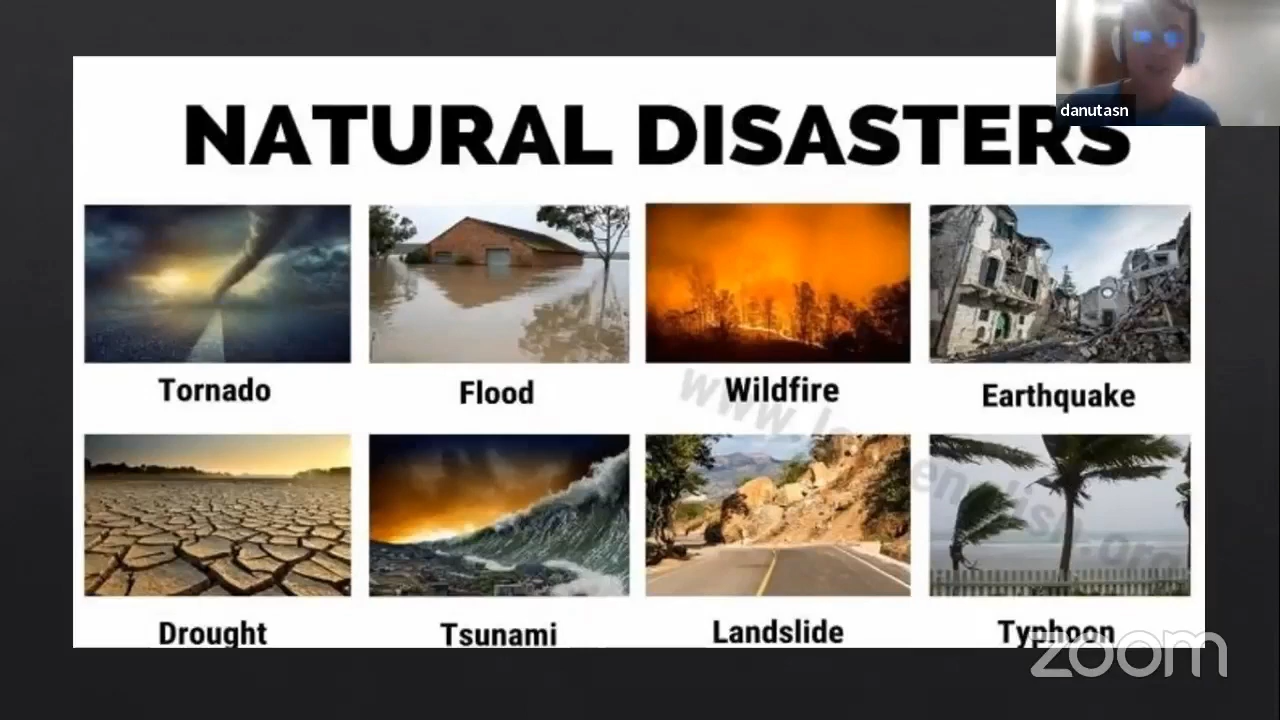 danutasn
NATURAL DISASTERS
Tornado
Flood
Wildfire
Earthquake
Drought
Tsunami
Landslide
Typhoon
zoom